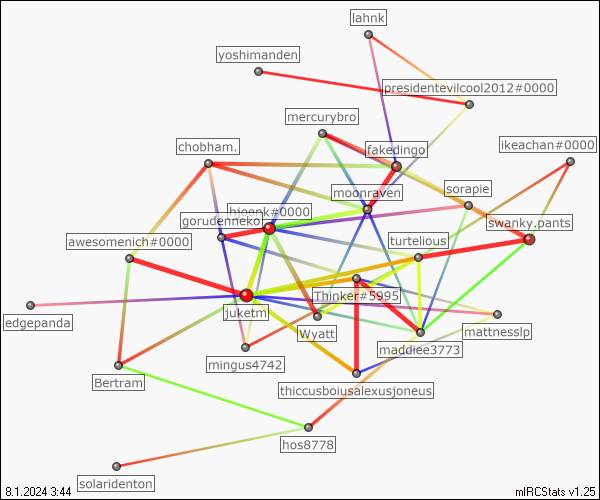 lahnk
yoshimanden
presidentevilcool2012#0000
mercurybro
ikeachan#0000
chobham.
fakedingo
moonraven
sorapie
hioenk#0000
gorudenneko
swanky.pants
awesomenich#0000
turtelious
Thinker#5995
juketm
edgepanda
Wyatt
mattnesslp
maddiee3773
mingus4742
Bertram
thiccusboiusalexusjoneus
hos8778
solaridenton
8.1.2024 3:44
mIRCStats v1.25